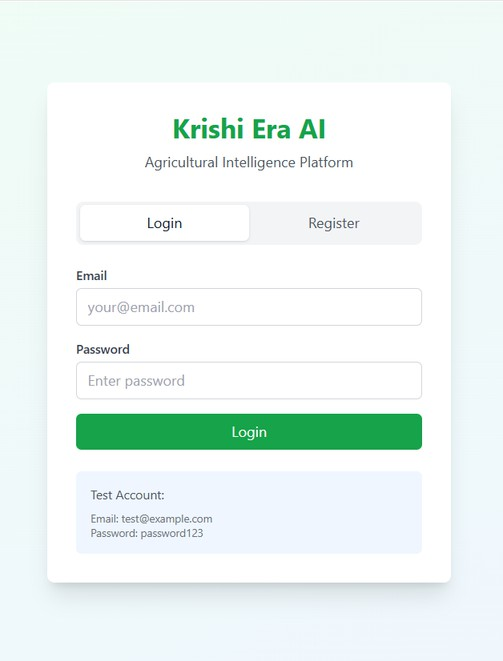 Krishi Era AI
Agricultural Intelligence Platform
Login
Register
Email
your@email.com
Password
Enter password
Login
Test Account:
Email: test@example.com
Password: password123